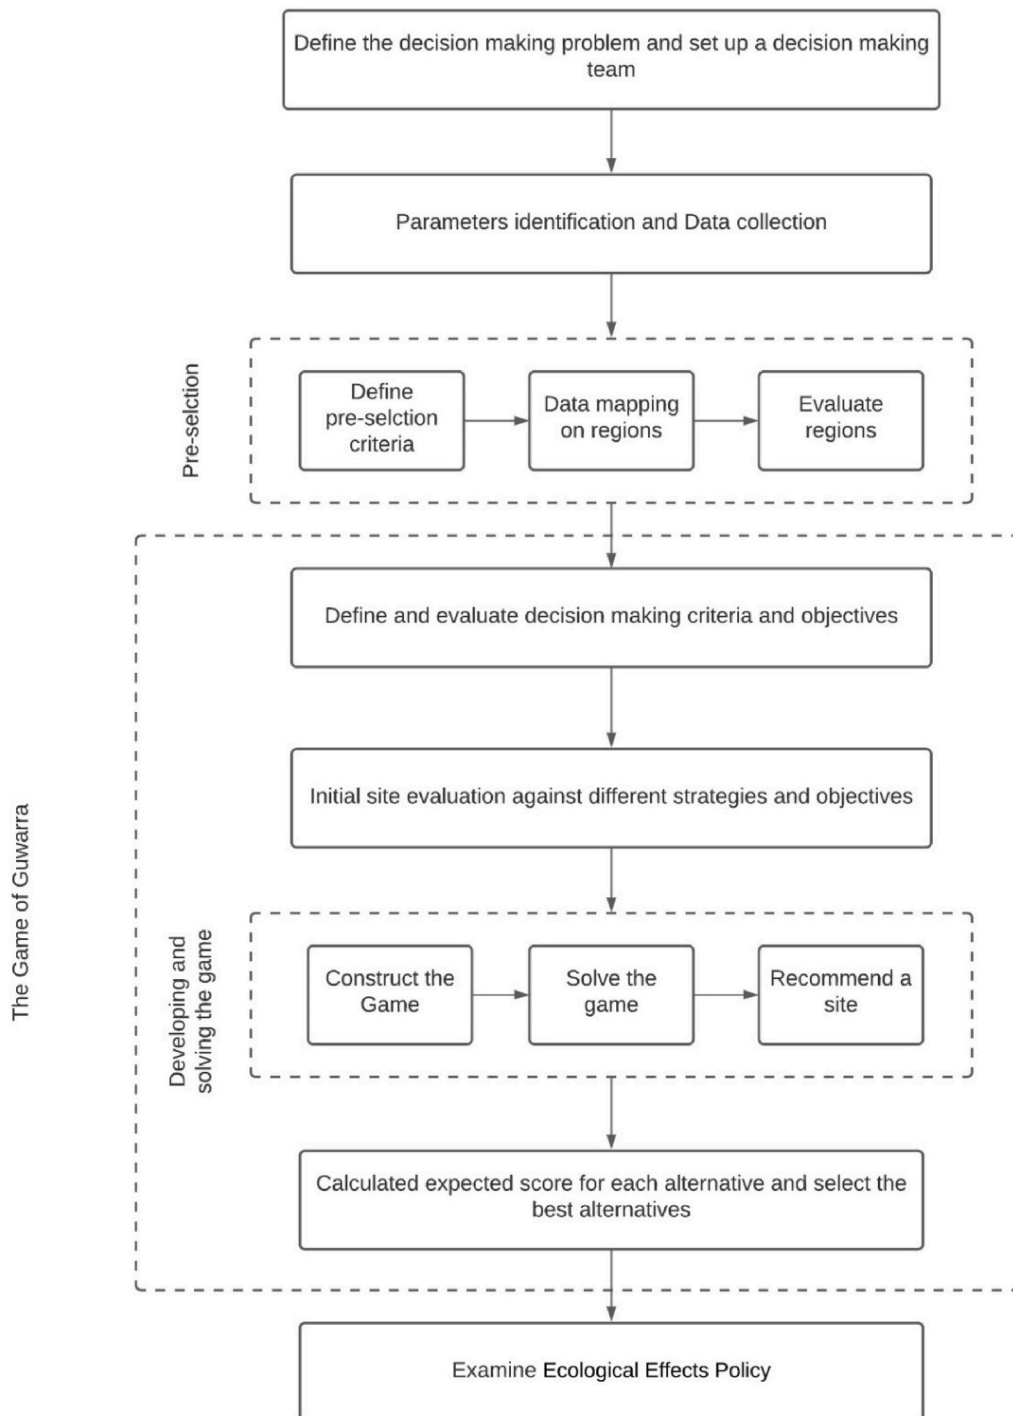 Define the decision making problem and set up a decision making
team
Parameters identification and Data collection
Pre-selction
Define
pre-selction
criteria
Data mapping
on regions
Evaluate
regions
Define and evaluate decision making criteria and objectives
Initial site evaluation against different strategies and objectives
The Game of Guwarra
Developing and
solving the game
Construct the
Game
Solve the
game
Recommend a
site
Calculated expected score for each alternative and select the
best alternatives
Examine Ecological Effects Policy